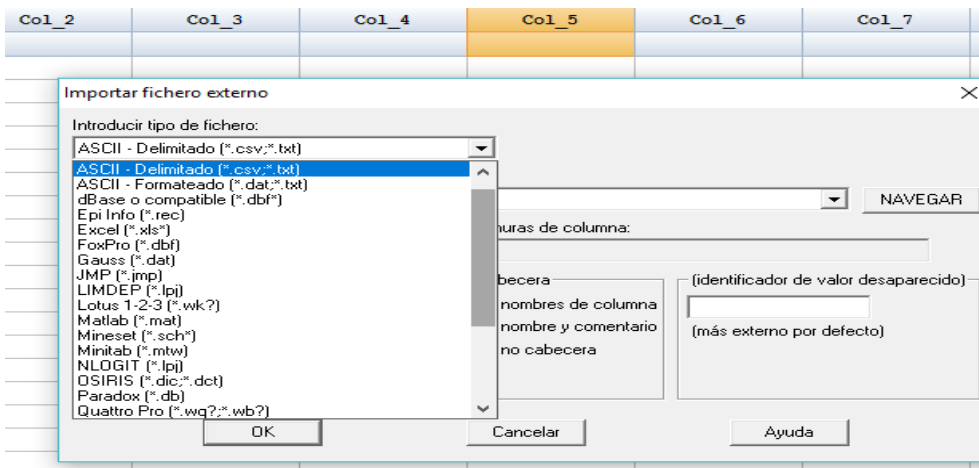 Col_2 Col_3 Col_4 Col_5 Col_6 Col_7
Importar fichero externo
Introducir tipo de fichero:
ASCII - Delimitado (*.csv;*.txt)
ASCII - Delimitado (*.csv;*.txt)
ASCII - Formateado (*.dat;*.txt)
dBase o compatible (*.dbf*)
Epi Info (*.rec)
Excel (*.xls*)
FoxPro (*.dbf)
Gauss (*.dat)
JMP (*.jmp)
LIMDEP (*.lpj)
Lotus 1-2-3 (*.wk?)
Matlab (*.mat)
Mineset (*.sch*)
Minitab (*.mtw)
NLOGIT (*.lpj)
OSIRIS (*.dic;*.dct)
Paradox (*.db)
Quattro Pro (*.wq?;*.wb?)
NAVEGAR
huras de columna:
becera
nombres de columna
nombre y comentario
no cabecera
(identificador de valor desaparecido)
(más externo por defecto)
OK Cancelar Ayuda